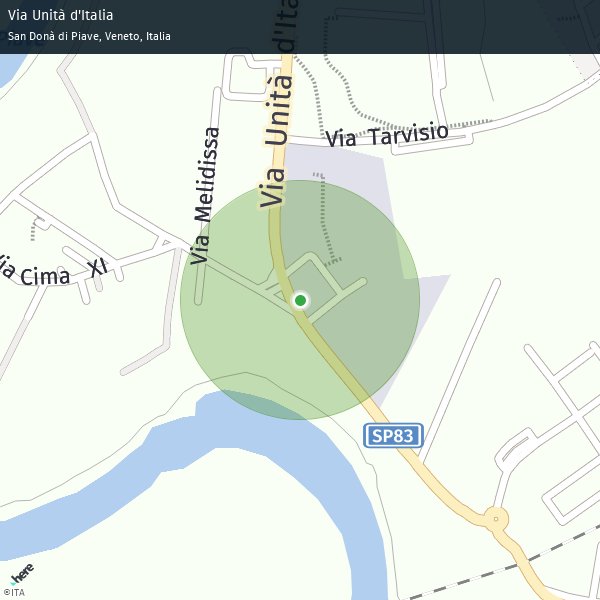 Via Unità d'Italia
San Donà di Piave, Veneto, Italia
Via Unità d'Ita
Via Tarvisio
Via Melidissa
Via Cima XI
SP83
here
©ITA